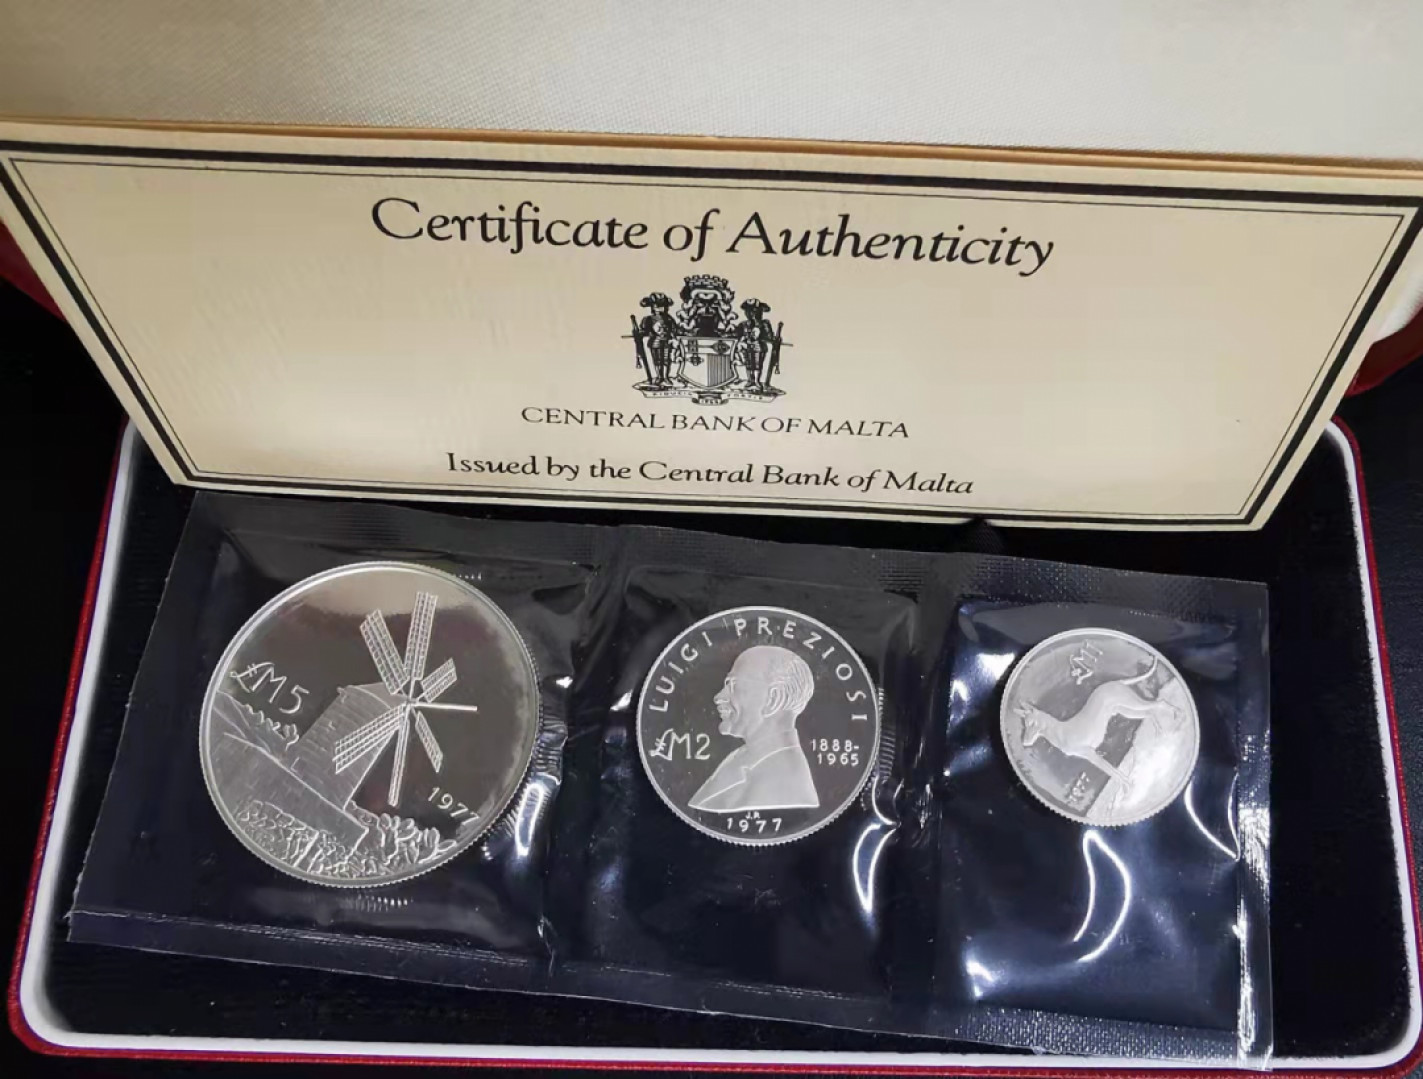 Certificate of Authenticity
CENTRAL BANK OF MALTA
Issued by the Central Bank of Malta
£M5
1977
LUIGI PREZIOSI
£M2
1888-
1965
1977
£M1
1977